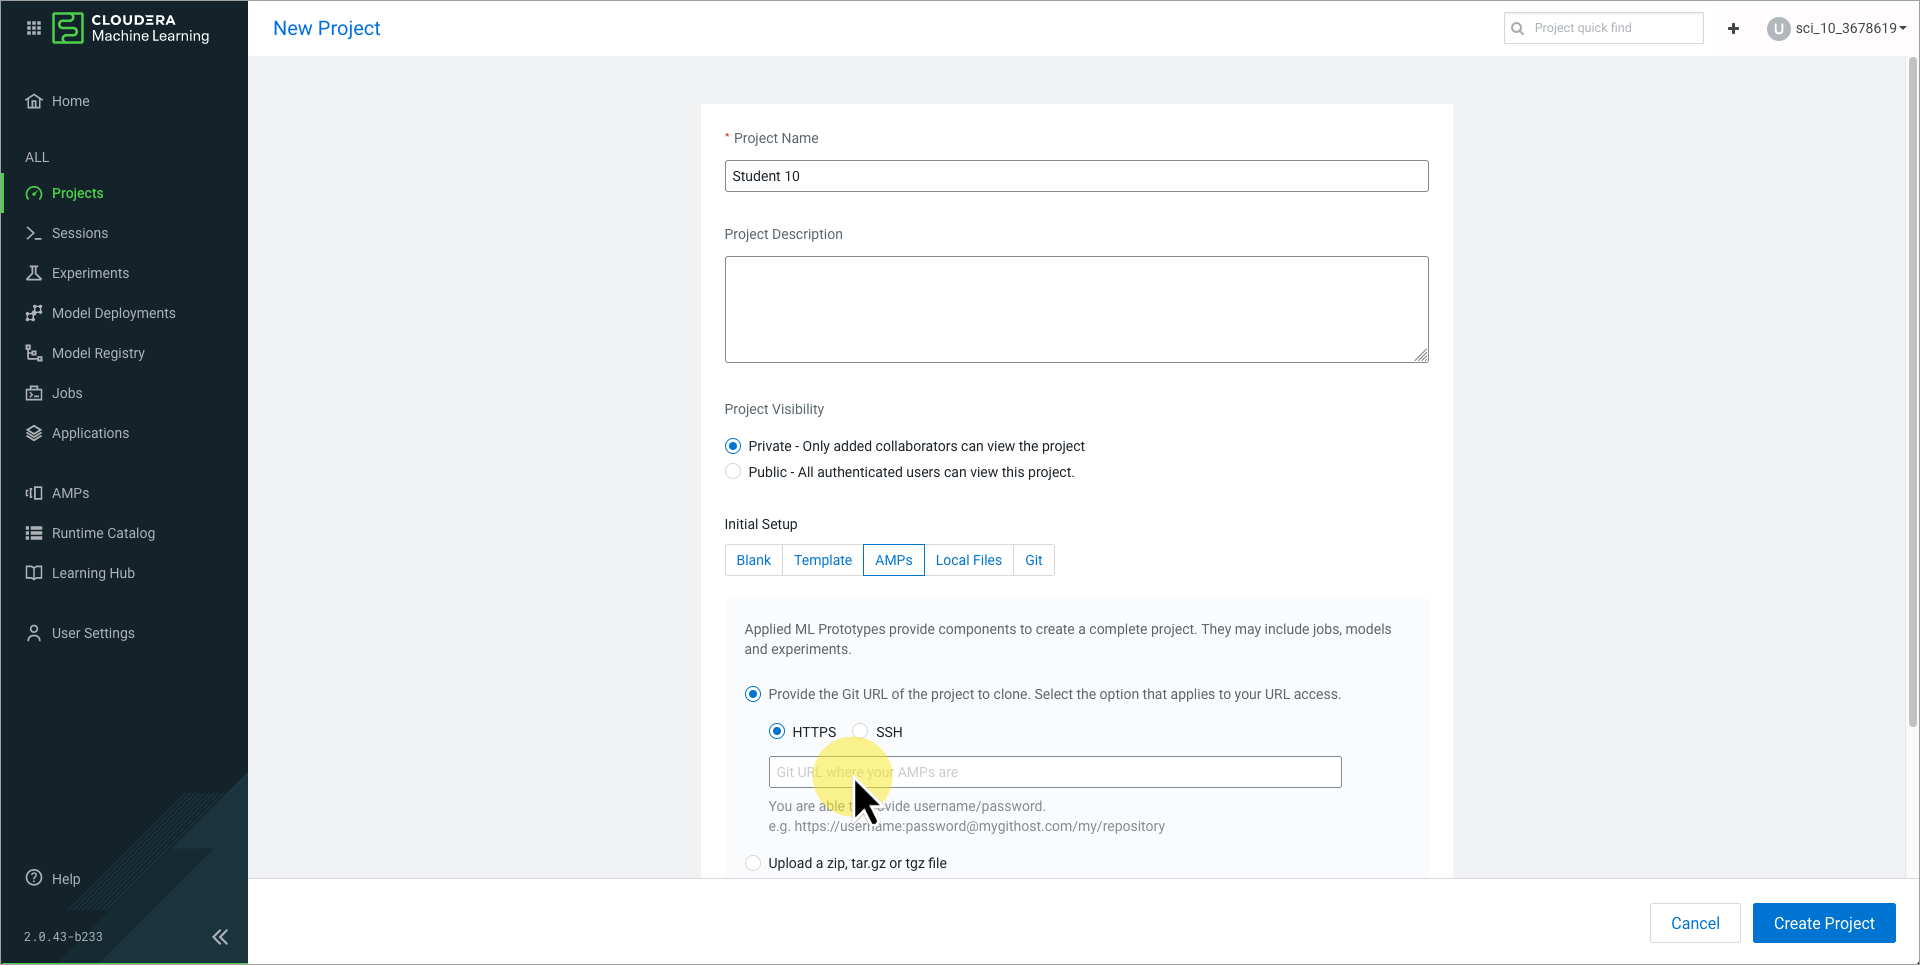 CLOUDERA
Machine Learning
New Project
Project quick find
U
sci_10_3678619
Home
ALL
Projects
Sessions
Experiments
Model Deployments
Model Registry
Jobs
Applications
AMPs
Runtime Catalog
Learning Hub
User Settings
Help
2.0.43-b233
* Project Name
Student 10
Project Description
Project Visibility
Private - Only added collaborators can view the project
Public - All authenticated users can view this project.
Initial Setup
Blank Template AMPs Local Files Git
Applied ML Prototypes provide components to create a complete project. They may include jobs, models
and experiments.
Provide the Git URL of the project to clone. Select the option that applies to your URL access.
HTTPS SSH
Git URL where your AMPs are
You are able to provide username/password.
e.g. https://username:password@mygithost.com/my/repository
Upload a zip, tar.gz or tgz file
Cancel
Create Project